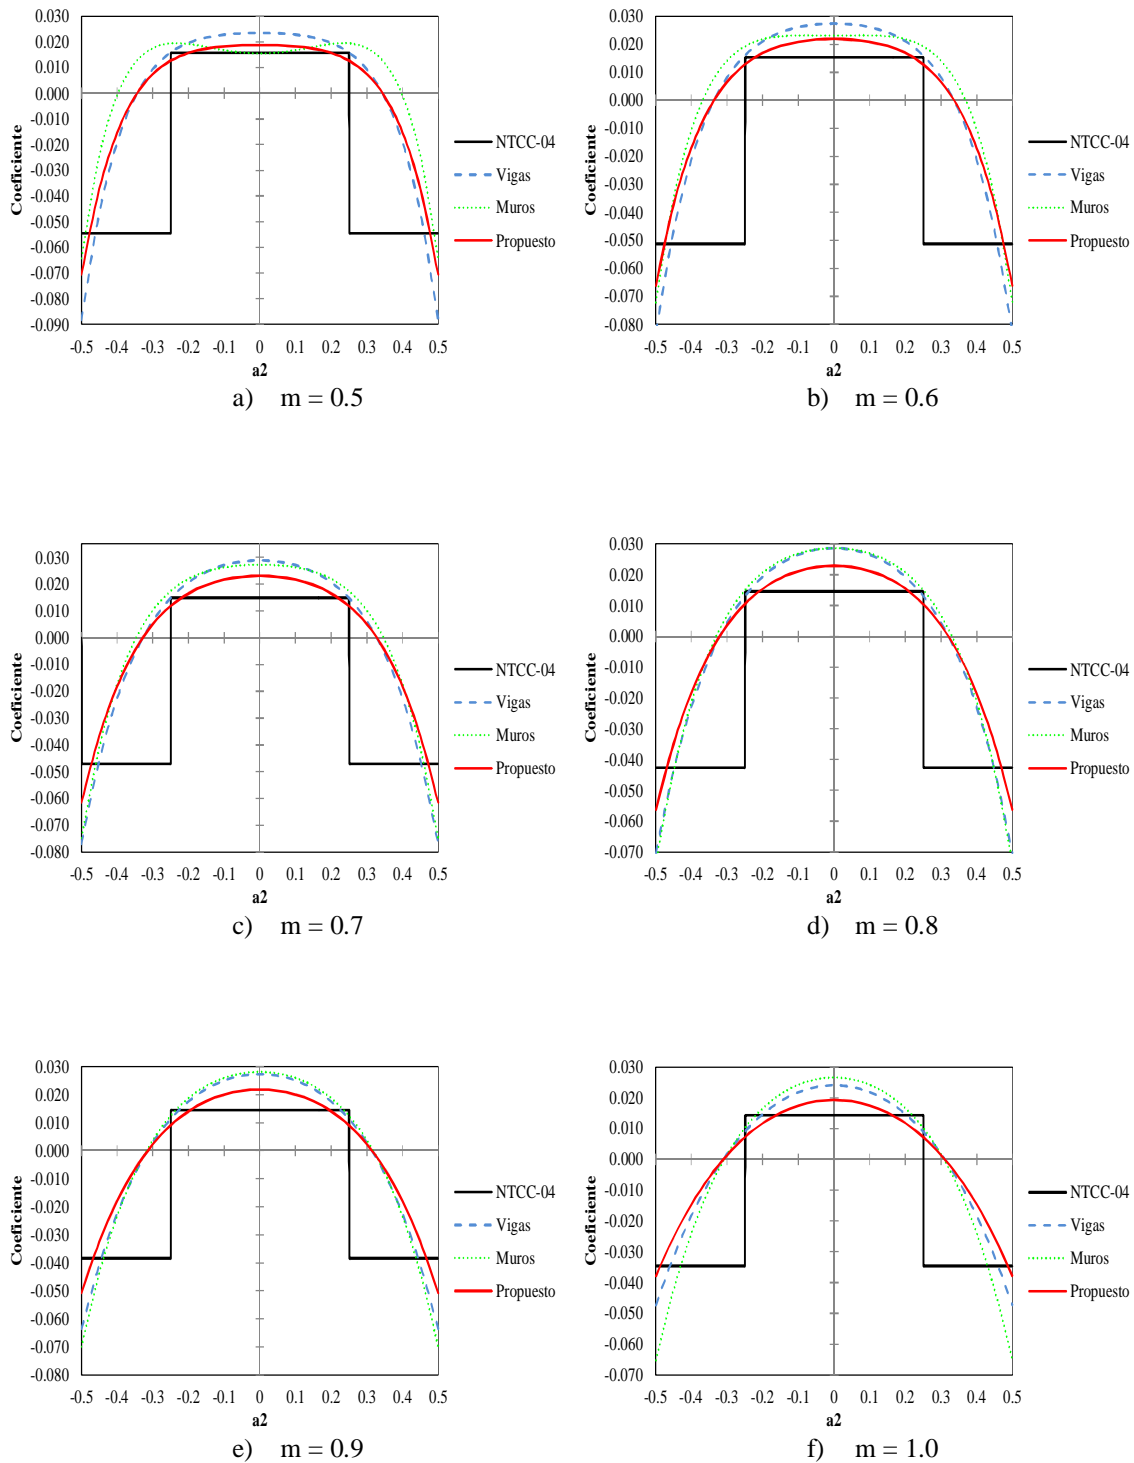 0.030
0.020
0.010
0.000
-0.010
-0.020
-0.030
-0.040
-0.050
-0.060
-0.070
-0.080
-0.090
Coeficiente
-0.5 -0.4 -0.3 -0.2 -0.1 0 0.1 0.2 0.3 0.4 0.5
a2
NTCC-04
Vigas
Muros
Propuesto
a) m = 0.5
0.030
0.020
0.010
0.000
-0.010
-0.020
-0.030
-0.040
-0.050
-0.060
-0.070
-0.080
Coeficiente
-0.5 -0.4 -0.3 -0.2 -0.1 0 0.1 0.2 0.3 0.4 0.5
a2
NTCC-04
Vigas
Muros
Propuesto
b) m = 0.6
0.030
0.020
0.010
0.000
-0.010
-0.020
-0.030
-0.040
-0.050
-0.060
-0.070
-0.080
Coeficiente
-0.5 -0.4 -0.3 -0.2 -0.1 0 0.1 0.2 0.3 0.4 0.5
a2
NTCC-04
Vigas
Muros
Propuesto
c) m = 0.7
0.030
0.020
0.010
0.000
-0.010
-0.020
-0.030
-0.040
-0.050
-0.060
-0.070
Coeficiente
-0.5 -0.4 -0.3 -0.2 -0.1 0 0.1 0.2 0.3 0.4 0.5
a2
NTCC-04
Vigas
Muros
Propuesto
d) m = 0.8
0.030
0.020
0.010
0.000
-0.010
-0.020
-0.030
-0.040
-0.050
-0.060
-0.070
-0.080
Coeficiente
-0.5 -0.4 -0.3 -0.2 -0.1 0 0.1 0.2 0.3 0.4 0.5
a2
NTCC-04
Vigas
Muros
Propuesto
e) m = 0.9
0.030
0.020
0.010
0.000
-0.010
-0.020
-0.030
-0.040
-0.050
-0.060
-0.070
Coeficiente
-0.5 -0.4 -0.3 -0.2 -0.1 0 0.1 0.2 0.3 0.4 0.5
a2
NTCC-04
Vigas
Muros
Propuesto
f) m = 1.0